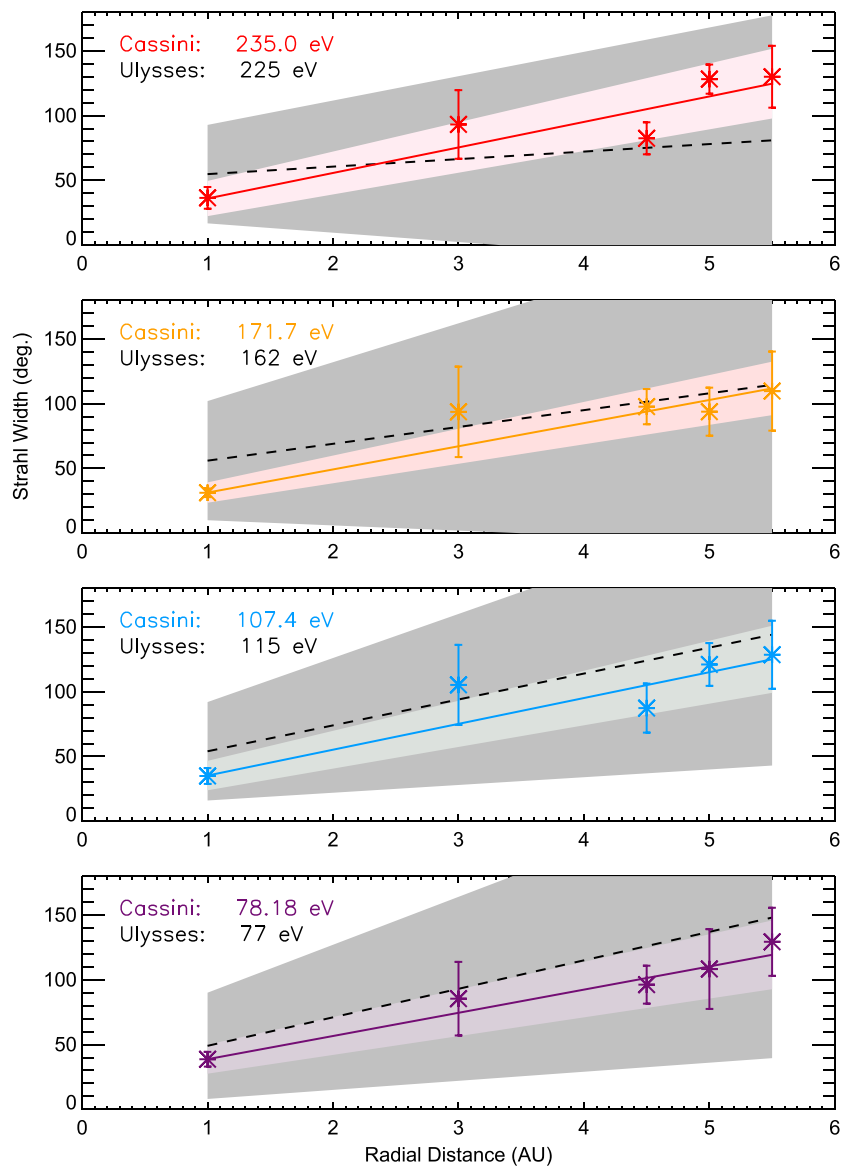 Strahl Width (deg.)
Cassini: 235.0 eV
Ulysses: 225 eV
150
100
50
0
0 1 2 3 4 5 6
Cassini: 171.7 eV
Ulysses: 162 eV
150
100
50
0
0 1 2 3 4 5 6
Cassini: 107.4 eV
Ulysses: 115 eV
150
100
50
0
0 1 2 3 4 5 6
Cassini: 78.18 eV
Ulysses: 77 eV
150
100
50
0
0 1 2 3 4 5 6
Radial Distance (AU)